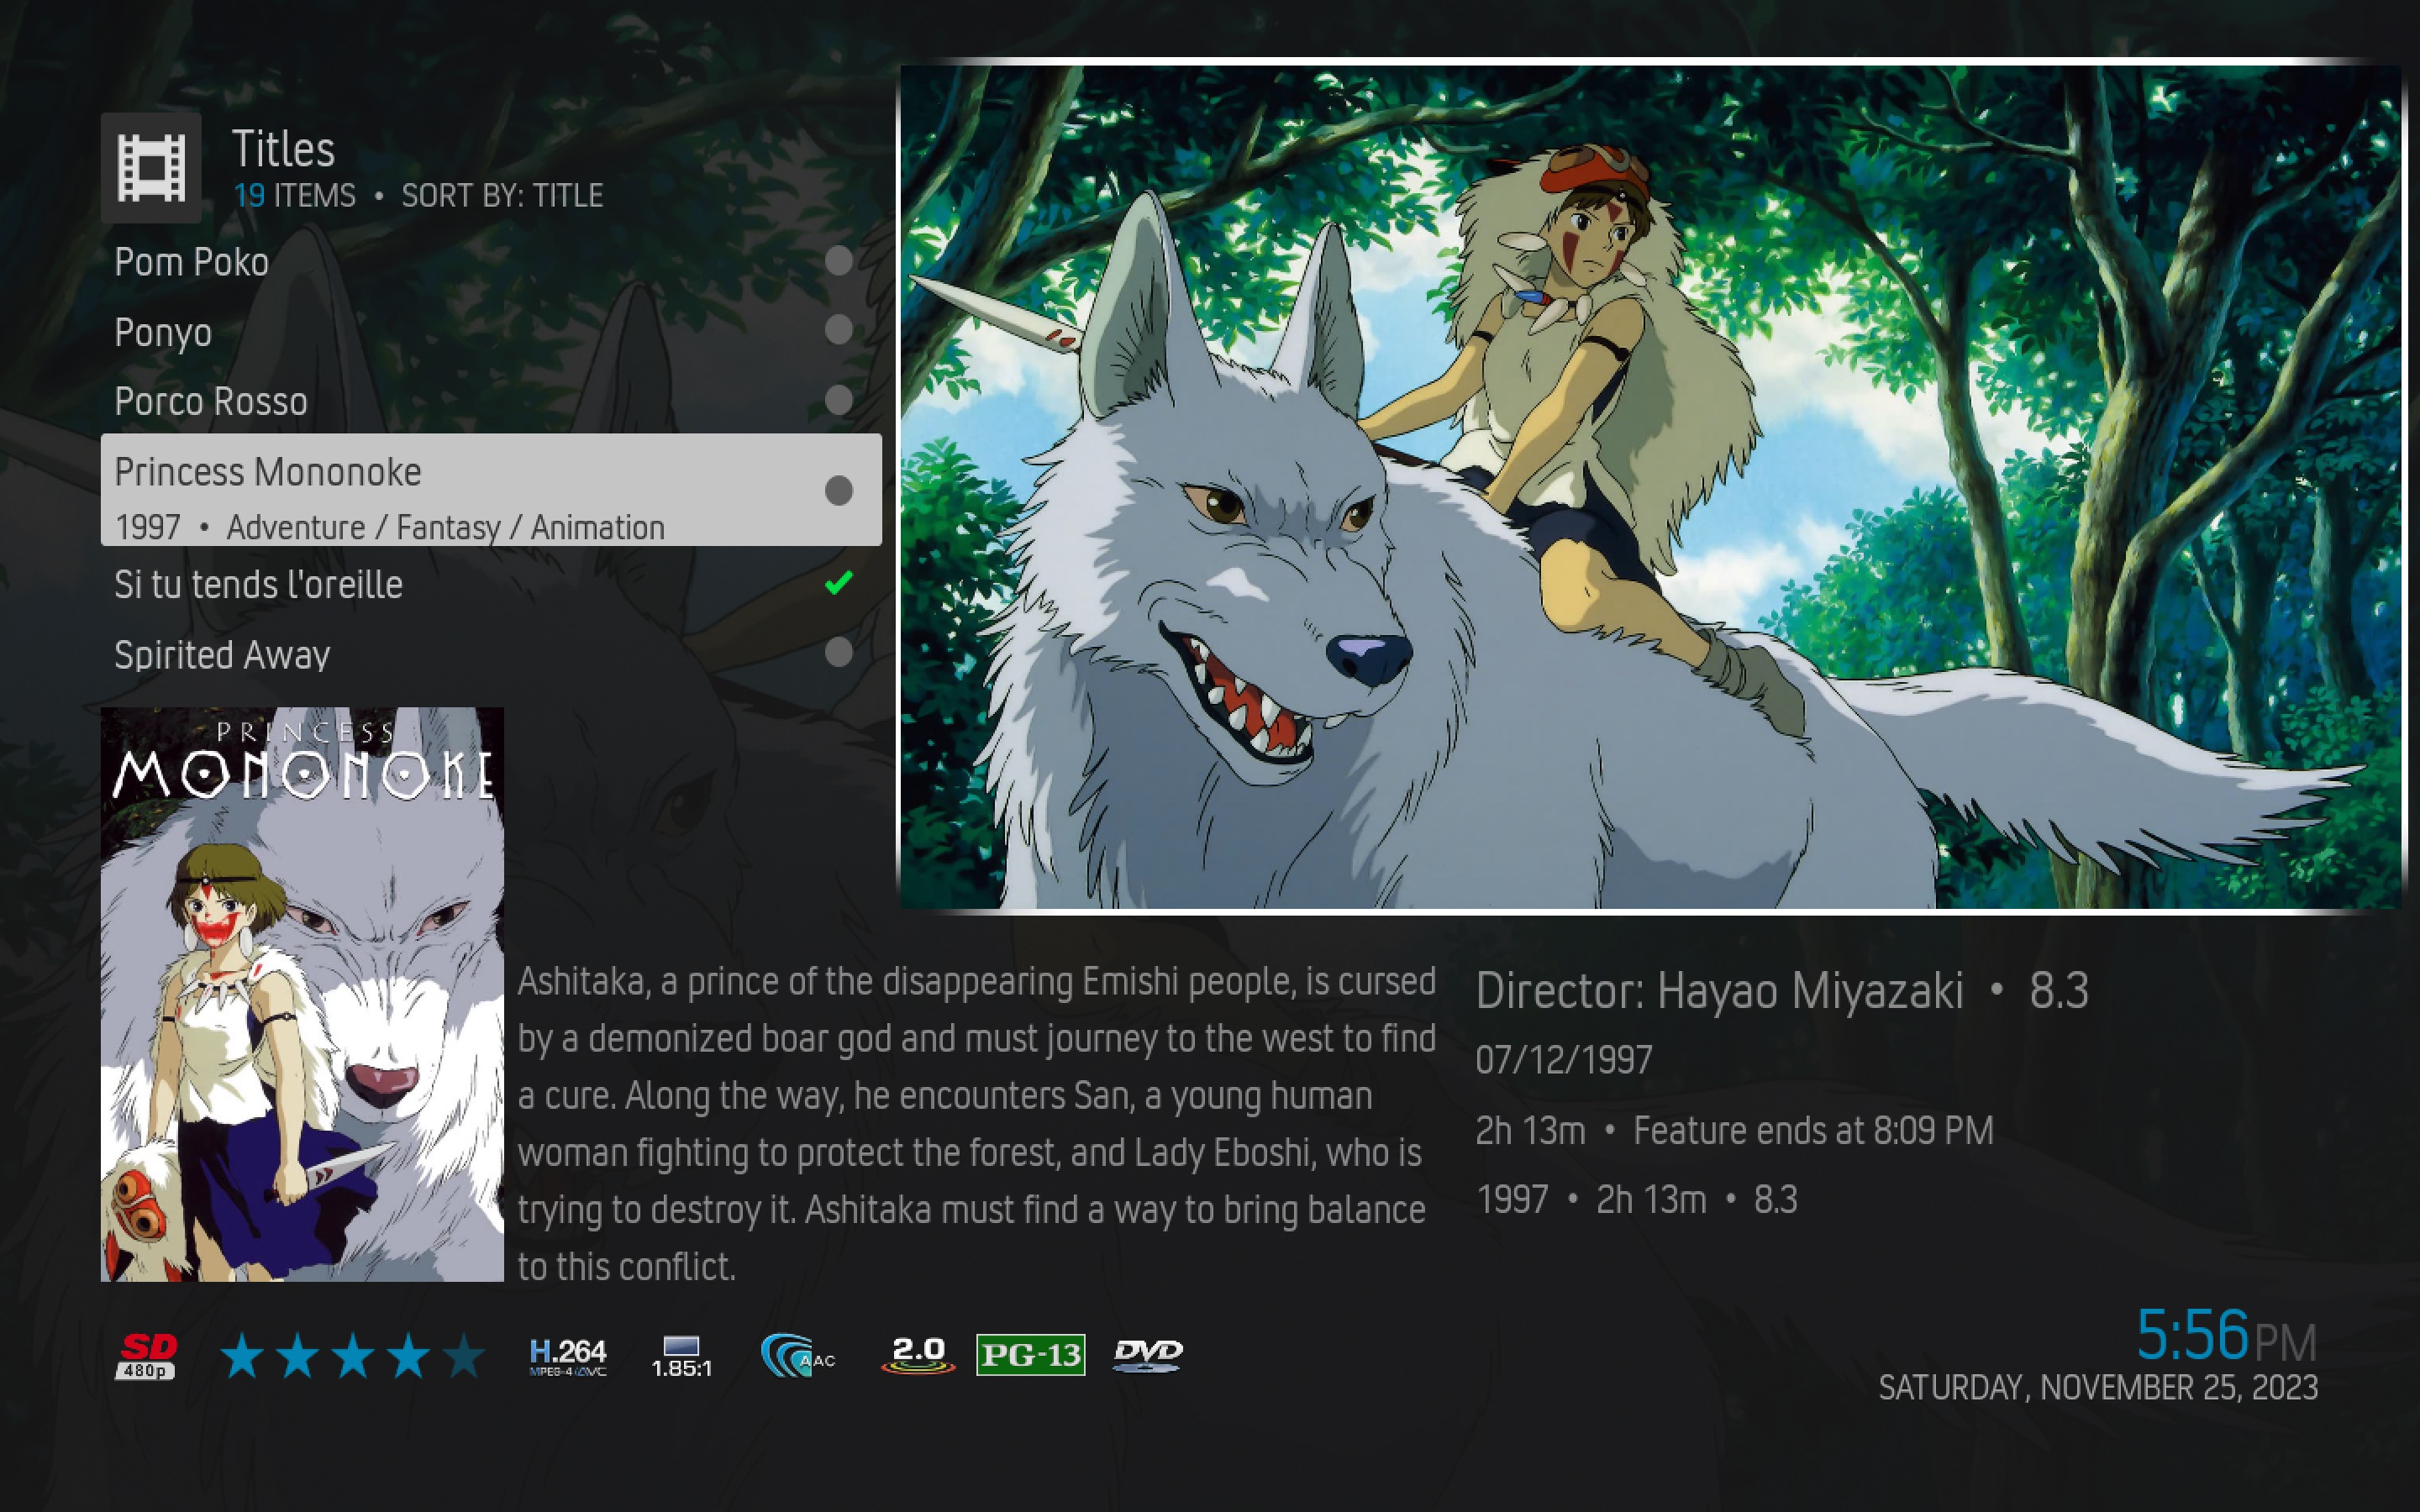 Titles
19 ITEMS • SORT BY: TITLE
Pom Poko
Ponyo
Porco Rosso
Princess Mononoke
1997 • Adventure / Fantasy / Animation
Si tu tends l'oreille
Spirited Away
PRINCESS
MONONOKE
Ashitaka, a prince of the disappearing Emishi people, is cursed
by a demonized boar god and must journey to the west to find
a cure. Along the way, he encounters San, a young human
woman fighting to protect the forest, and Lady Eboshi, who is
trying to destroy it. Ashitaka must find a way to bring balance
to this conflict.
Director: Hayao Miyazaki • 8.3
07/12/1997
2h 13m • Feature ends at 8:09 PM
1997 • 2h 13m • 8.3
SD
480p
H.264
MPEG-4/AVC
1.85:1
AAC
2.0
PG-13
DVD
5:56 PM
SATURDAY, NOVEMBER 25, 2023